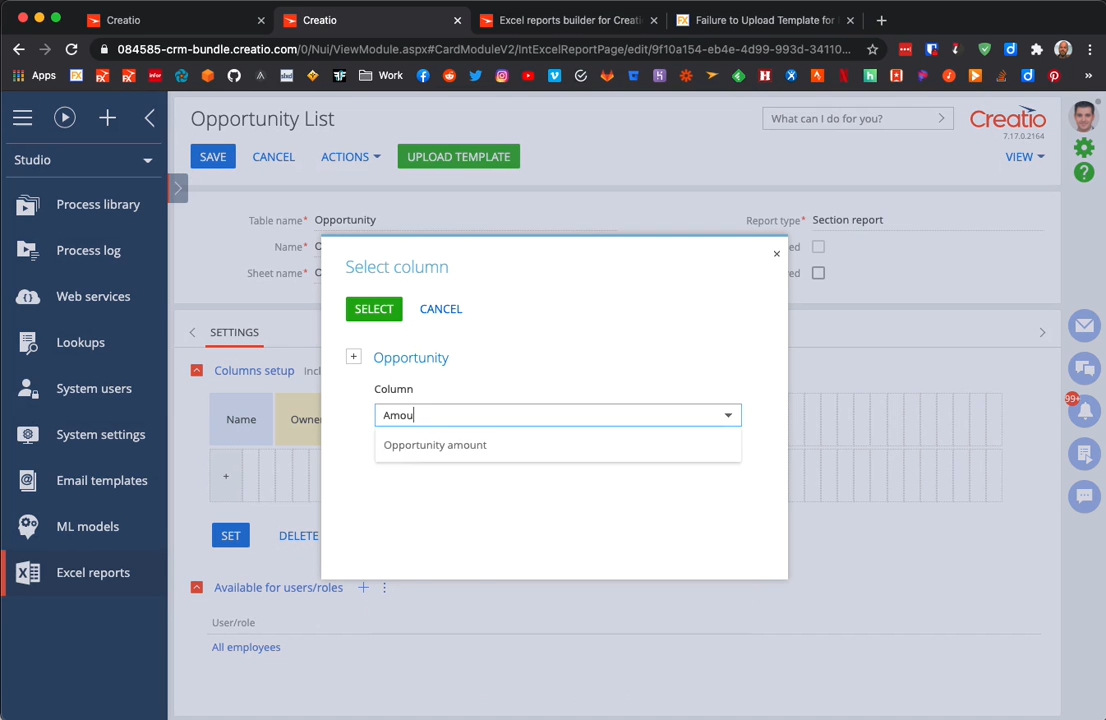 Creatio
Creatio
Excel reports builder for Creati
Failure to Upload Template for
084585-crm-bundle.creatio.com/0/Nui/ViewModule.aspx#CardModuleV2/IntExcelReportPage/edit/9f10a154-eb4e-4d99-993d-34110...
Apps
Work
Studio
Process library
Process log
Web services
Lookups
System users
System settings
Email templates
ML models
Excel reports
Opportunity List
What can I do for you?
Creatio
7.17.0.2164
SAVE
CANCEL
ACTIONS
UPLOAD TEMPLATE
VIEW
Table name*
Opportunity
Report type*
Section report
Name*
Sheet name*
SETTINGS
Columns setup
Name
Owne
+
SET
DELETE
Available for users/roles
User/role
All employees
Select column
×
SELECT
CANCEL
+
Opportunity
Column
Amou
Opportunity amount
99+